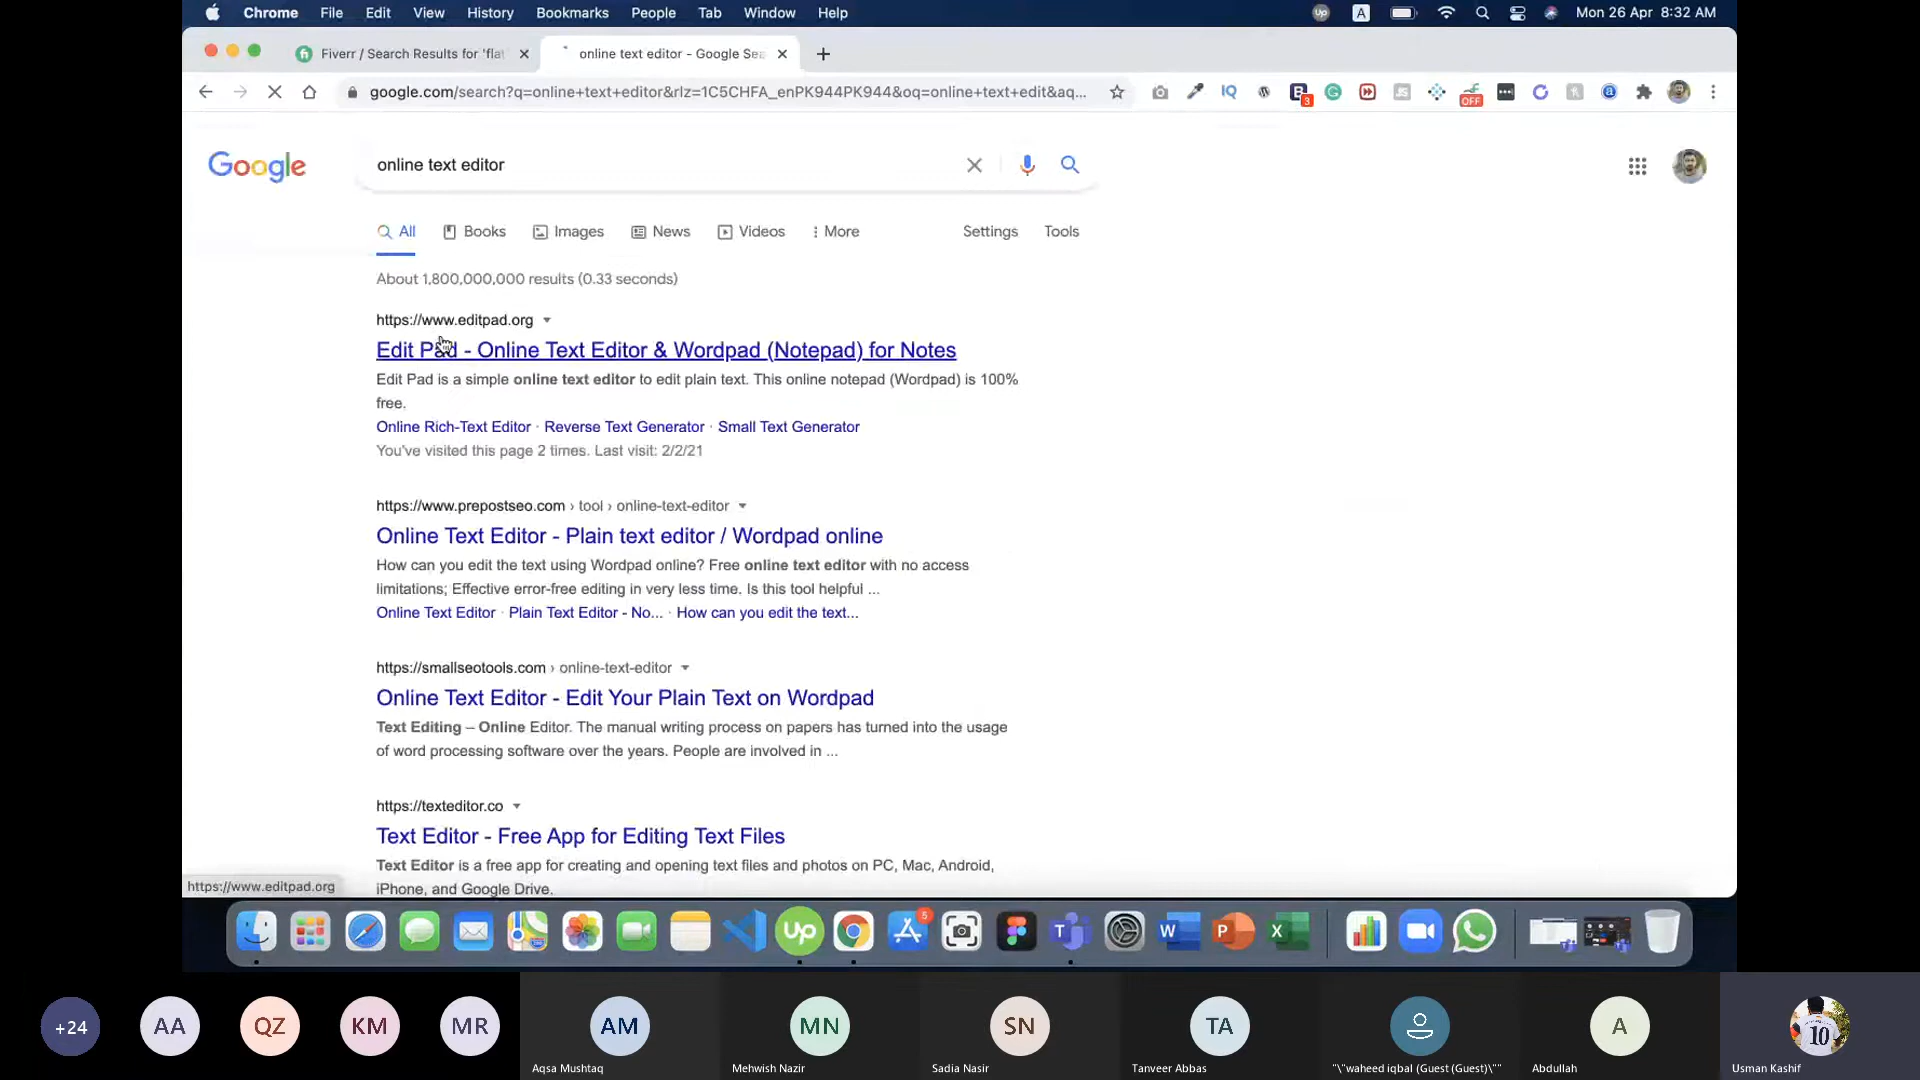 Chrome File Edit View History Bookmarks People Tab Window Help
Up A Mon 26 Apr 8:32 AM
Fiverr / Search Results for 'flat
online text editor - Google Sea
google.com/search?q=online+text+editor&rlz=1C5CHFA_enPK944PK944&oq=online+text+edit&aq...
IQ 3 JS OFF
Google
online text editor
All Books Images News Videos More Settings Tools
About 1,800,000,000 results (0.33 seconds)
https://www.editpad.org
Edit Pad - Online Text Editor & Wordpad (Notepad) for Notes
Edit Pad is a simple online text editor to edit plain text. This online notepad (Wordpad) is 100%
free.
Online Rich-Text Editor · Reverse Text Generator · Small Text Generator
You've visited this page 2 times. Last visit: 2/2/21
https://www.prepostseo.com › tool › online-text-editor
Online Text Editor - Plain text editor / Wordpad online
How can you edit the text using Wordpad online? Free online text editor with no access
limitations; Effective error-free editing in very less time. Is this tool helpful ...
Online Text Editor · Plain Text Editor - No... · How can you edit the text...
https://smallseotools.com › online-text-editor
Online Text Editor - Edit Your Plain Text on Wordpad
Text Editing – Online Editor. The manual writing process on papers has turned into the usage
of word processing software over the years. People are involved in ...
https://texteditor.co
Text Editor - Free App for Editing Text Files
Text Editor is a free app for creating and opening text files and photos on PC, Mac, Android,
iPhone, and Google Drive.
https://www.editpad.org
Up 5 T W P X
+24 AA QZ KM MR AM MN SN TA A 10
Aqsa Mushtaq Mehwish Nazir Sadia Nasir Tanveer Abbas "\"waheed iqbal (Guest (Guest)\"" Abdullah Usman Kashif